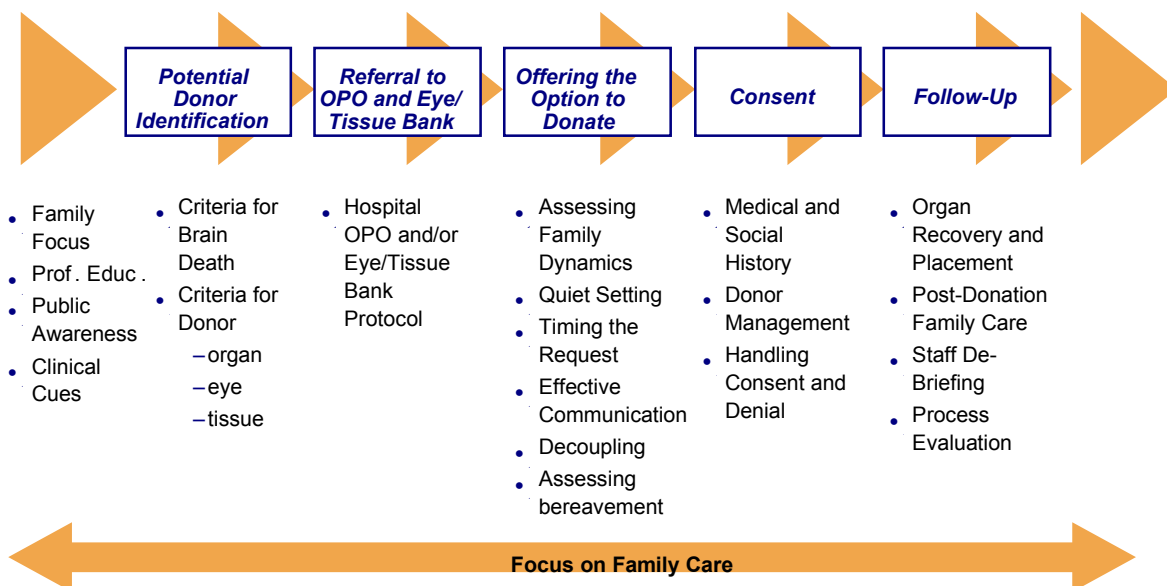 Potential
Donor
Identification
Referral to
OPO and Eye/
Tissue Bank
Offering the
Option to
Donate
Consent
Follow-Up
• Family
Focus
• Prof. Educ.
• Public
Awareness
• Clinical
Cues
• Criteria for
Brain
Death
• Criteria for
Donor
–organ
–eye
–tissue
• Hospital
OPO and/or
Eye/Tissue
Bank
Protocol
• Assessing
Family
Dynamics
• Quiet Setting
• Timing the
Request
• Effective
Communication
• Decoupling
• Assessing
bereavement
• Medical and
Social
History
• Donor
Management
• Handling
Consent and
Denial
• Organ
Recovery and
Placement
• Post-Donation
Family Care
• Staff De-
Briefing
• Process
Evaluation
Focus on Family Care